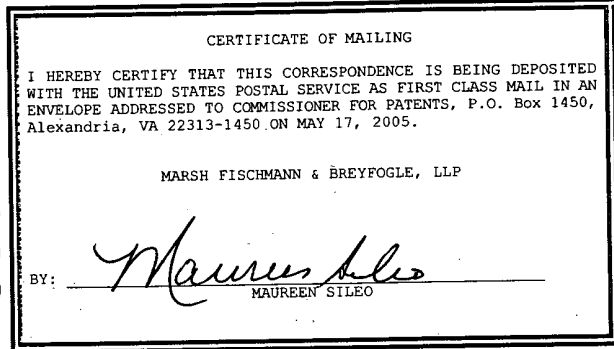 CERTIFICATE OF MAILING
I HEREBY CERTIFY THAT THIS CORRESPONDENCE IS BEING DEPOSITED
WITH THE UNITED STATES POSTAL SERVICE AS FIRST CLASS MAIL IN AN
ENVELOPE ADDRESSED TO COMMISSIONER FOR PATENTS, P.O. Box 1450,
Alexandria, VA 22313-1450 ON MAY 17, 2005.
MARSH FISCHMANN & BREYFOGLE, LLP
BY: Maureen Sileo
MAUREEN SILEO